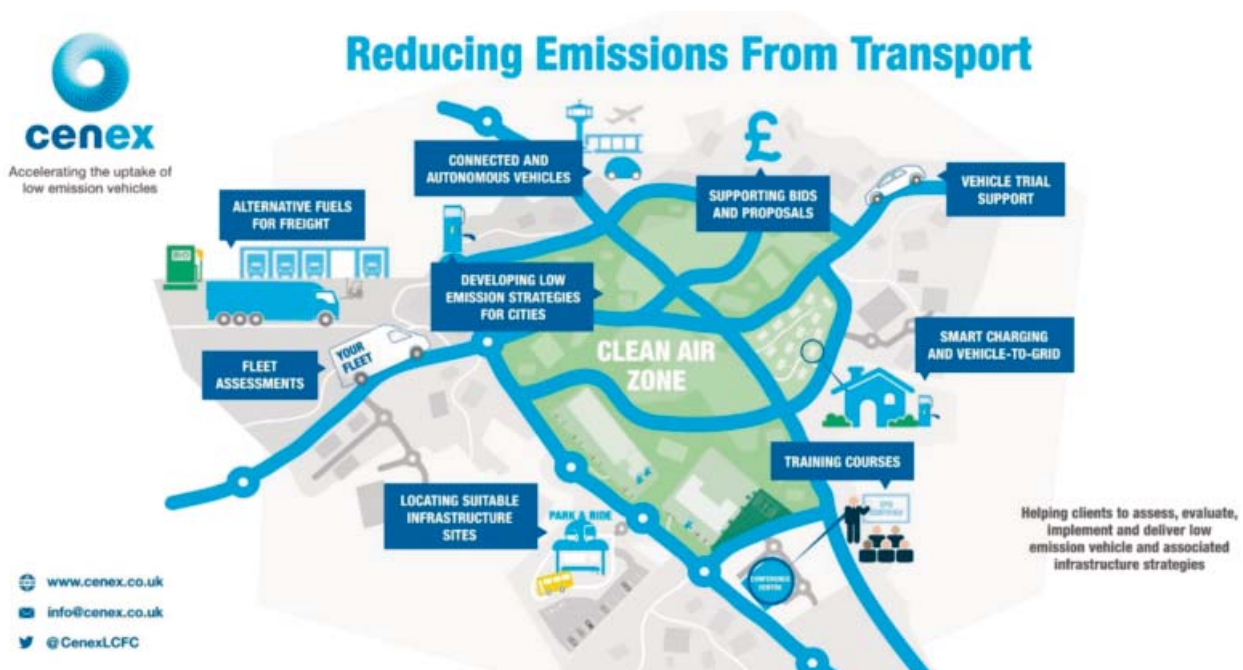 Reducing Emissions From Transport
cenex
Accelerating the uptake of
low emission vehicles
CONNECTED AND
AUTONOMOUS VEHICLES
£
SUPPORTING BIDS
AND PROPOSALS
VEHICLE TRIAL
SUPPORT
ALTERNATIVE FUELS
FOR FREIGHT
DEVELOPING LOW
EMISSION STRATEGIES
FOR CITIES
FLEET
ASSESSMENTS
YOUR
FLEET
CLEAN AIR
ZONE
SMART CHARGING
AND VEHICLE-TO-GRID
TRAINING COURSES
LOCATING SUITABLE
INFRASTRUCTURE
SITES
PARK & RIDE
CONFERENCE
CENTRE
Helping clients to assess, evaluate,
implement and deliver low
emission vehicle and associated
infrastructure strategies
www.cenex.co.uk
info@cenex.co.uk
@CenexLCFC